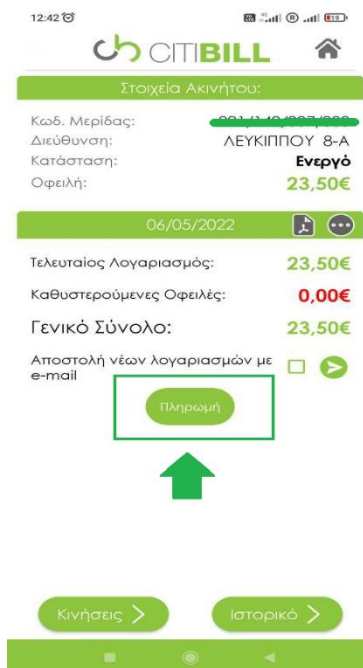 12:42
CITIBILL
Στοιχεία Ακινήτου:
Κωδ. Μερίδας:
Διεύθυνση: ΛΕΥΚΙΠΠΟΥ 8-Α
Κατάσταση: Ενεργό
Οφειλή: 23,50€
06/05/2022
Τελευταίος Λογαριασμός: 23,50€
Καθυστερούμενες Οφειλές: 0,00€
Γενικό Σύνολο: 23,50€
Αποστολή νέων λογαριασμών με
e-mail
Πληρωμή
Κινήσεις
Ιστορικό